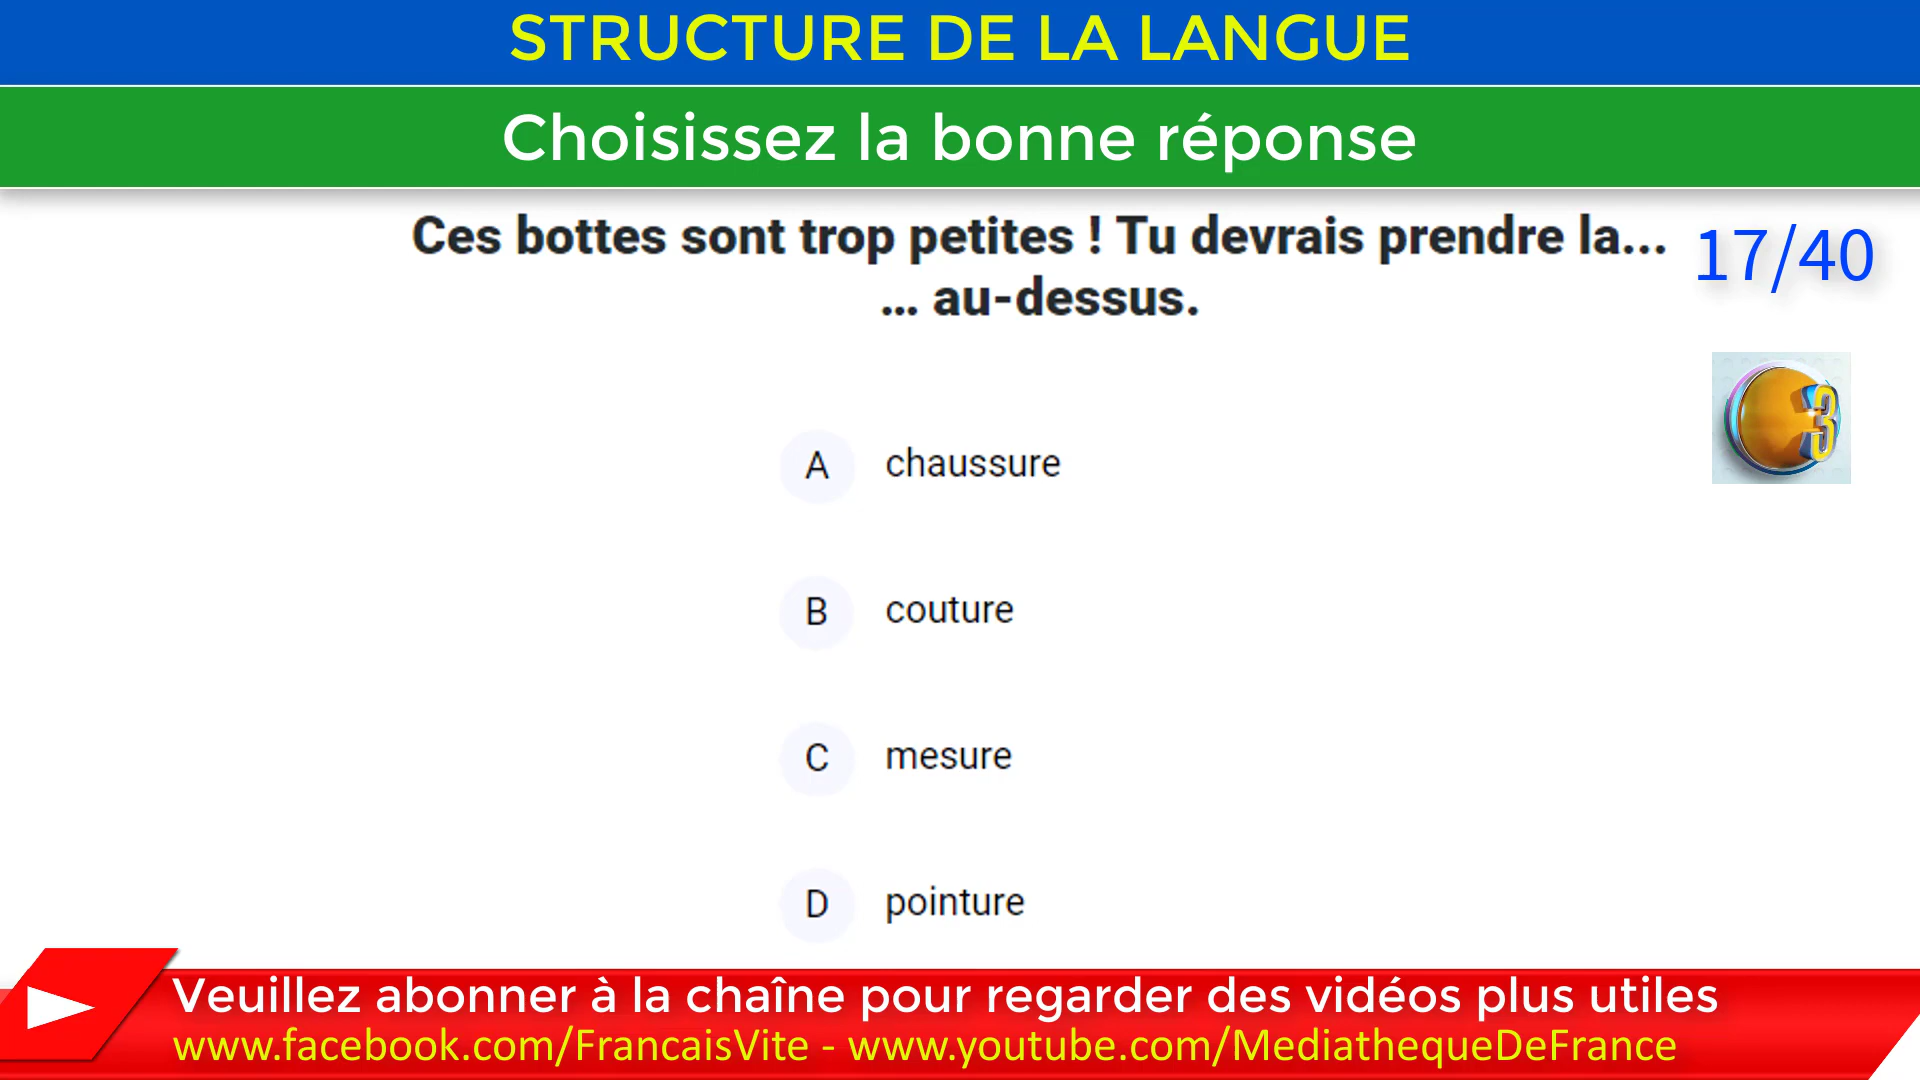 STRUCTURE DE LA LANGUE
Choisissez la bonne réponse
Ces bottes sont trop petites ! Tu devrais prendre la...
... au-dessus.
17/40
3
A chaussure
B couture
C mesure
D pointure
Veuillez abonner à la chaîne pour regarder des vidéos plus utiles
www.facebook.com/FrancaisVite - www.youtube.com/MediathequeDeFrance